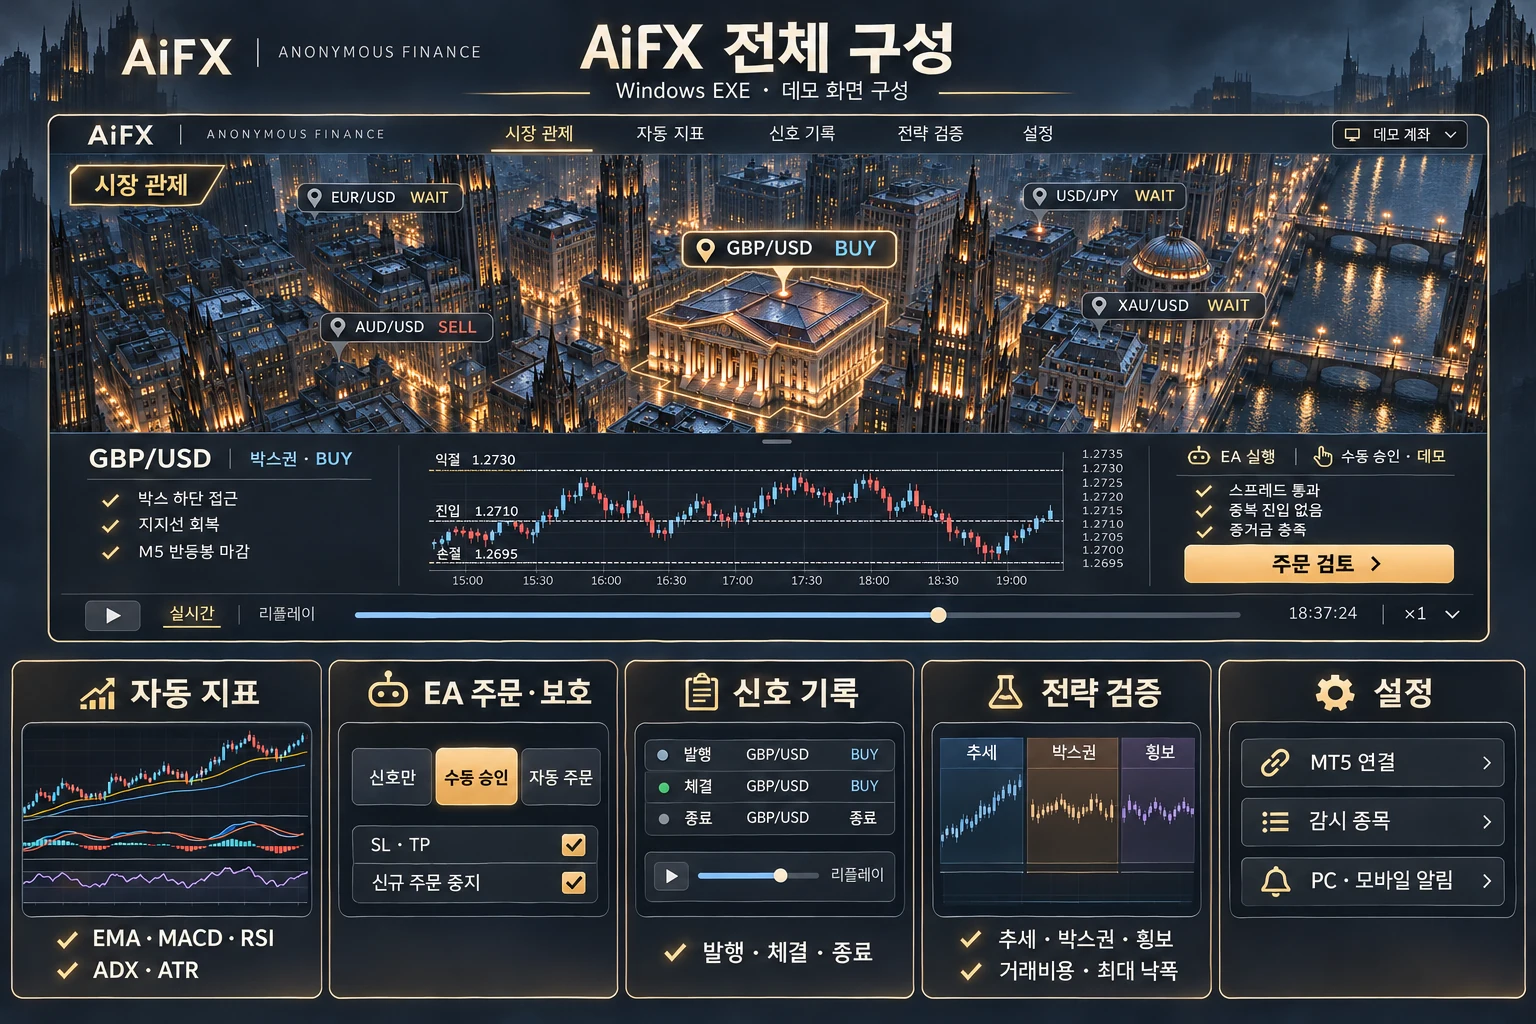 AiFX | ANONYMOUS FINANCE
AiFX 전체 구성
Windows EXE · 데모 화면 구성
AiFX | ANONYMOUS FINANCE
시장 관제
자동 지표
신호 기록
전략 검증
설정
데모 계좌
시장 관제
EUR/USD WAIT
USD/JPY WAIT
GBP/USD BUY
XAU/USD WAIT
AUD/USD SELL
GBP/USD | 박스권 · BUY
박스 하단 접근
지지선 회복
M5 반등봉 마감
익절 1.2730
진입 1.2710
손절 1.2695
1.2735
1.2730
1.2725
1.2720
1.2715
1.2710
1.2705
1.2700
1.2695
15:00 15:30 16:00 16:30 17:00 17:30 18:00 18:30 19:00
EA 실행 | 수동 승인 · 데모
스프레드 통과
중복 진입 없음
증거금 충족
주문 검토
실시간 | 리플레이
18:37:24 | ×1
자동 지표
EMA · MACD · RSI
ADX · ATR
EA 주문·보호
신호만
수동 승인
자동 주문
SL · TP
신규 주문 중지
신호 기록
발행 GBP/USD BUY
체결 GBP/USD BUY
종료 GBP/USD 종료
리플레이
발행 · 체결 · 종료
전략 검증
추세
박스권
횡보
추세 · 박스권 · 횡보
거래비용 · 최대 낙폭
설정
MT5 연결
감시 종목
PC · 모바일 알림